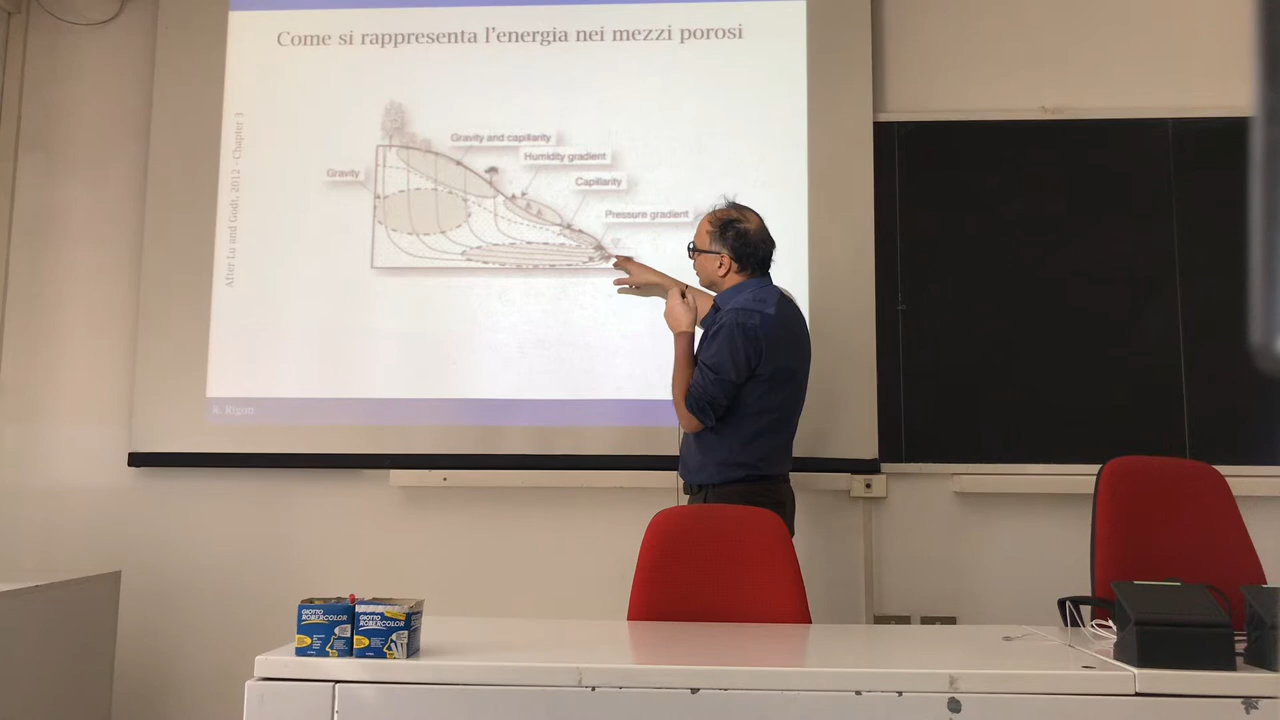 Come si rappresenta l'energia nei mezzi porosi
After Lu and Godt, 2012 - Chapter 3
Gravity and capillarity
Humidity gradient
Gravity
Capillarity
Pressure gradient
R. Rigon
GIOTTO
ROBERCOLOR
GIOTTO
ROBERCOLOR